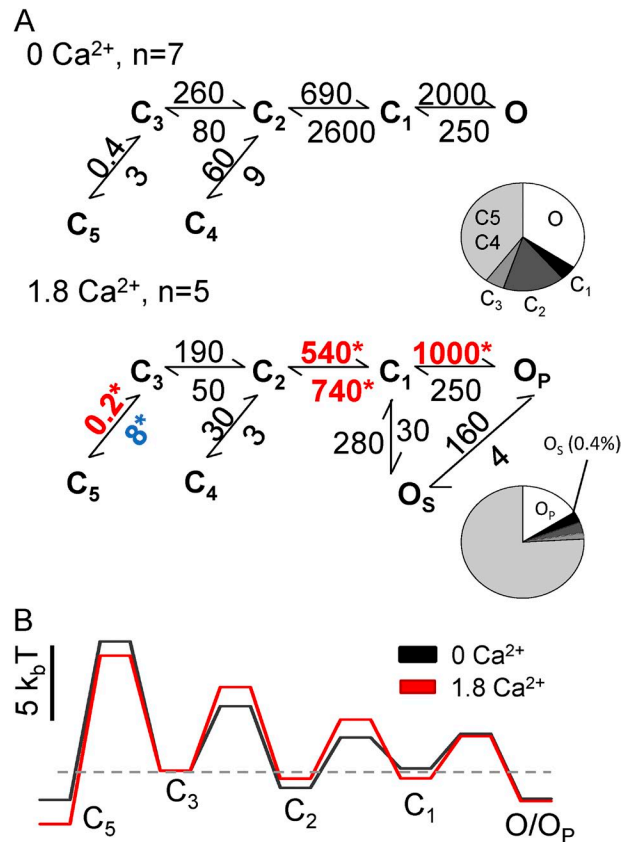 A
0 Ca²⁺, n=7
260 690 2000
C₃ C₂ C₁ O
80 2600 250
0.4 3 60 9
C₅ C₄
C5 O
C4
C₃ C₂ C₁
1.8 Ca²⁺, n=5
190 540* 1000*
C₃ C₂ C₁ Oₚ
50 740* 250
0.2* 8* 30 3 280 30 160 4
C₅ C₄ Oₛ
Oₛ (0.4%)
Oₚ
B
5 k_bT
0 Ca²⁺
1.8 Ca²⁺
C₅ C₃ C₂ C₁ O/Oₚ